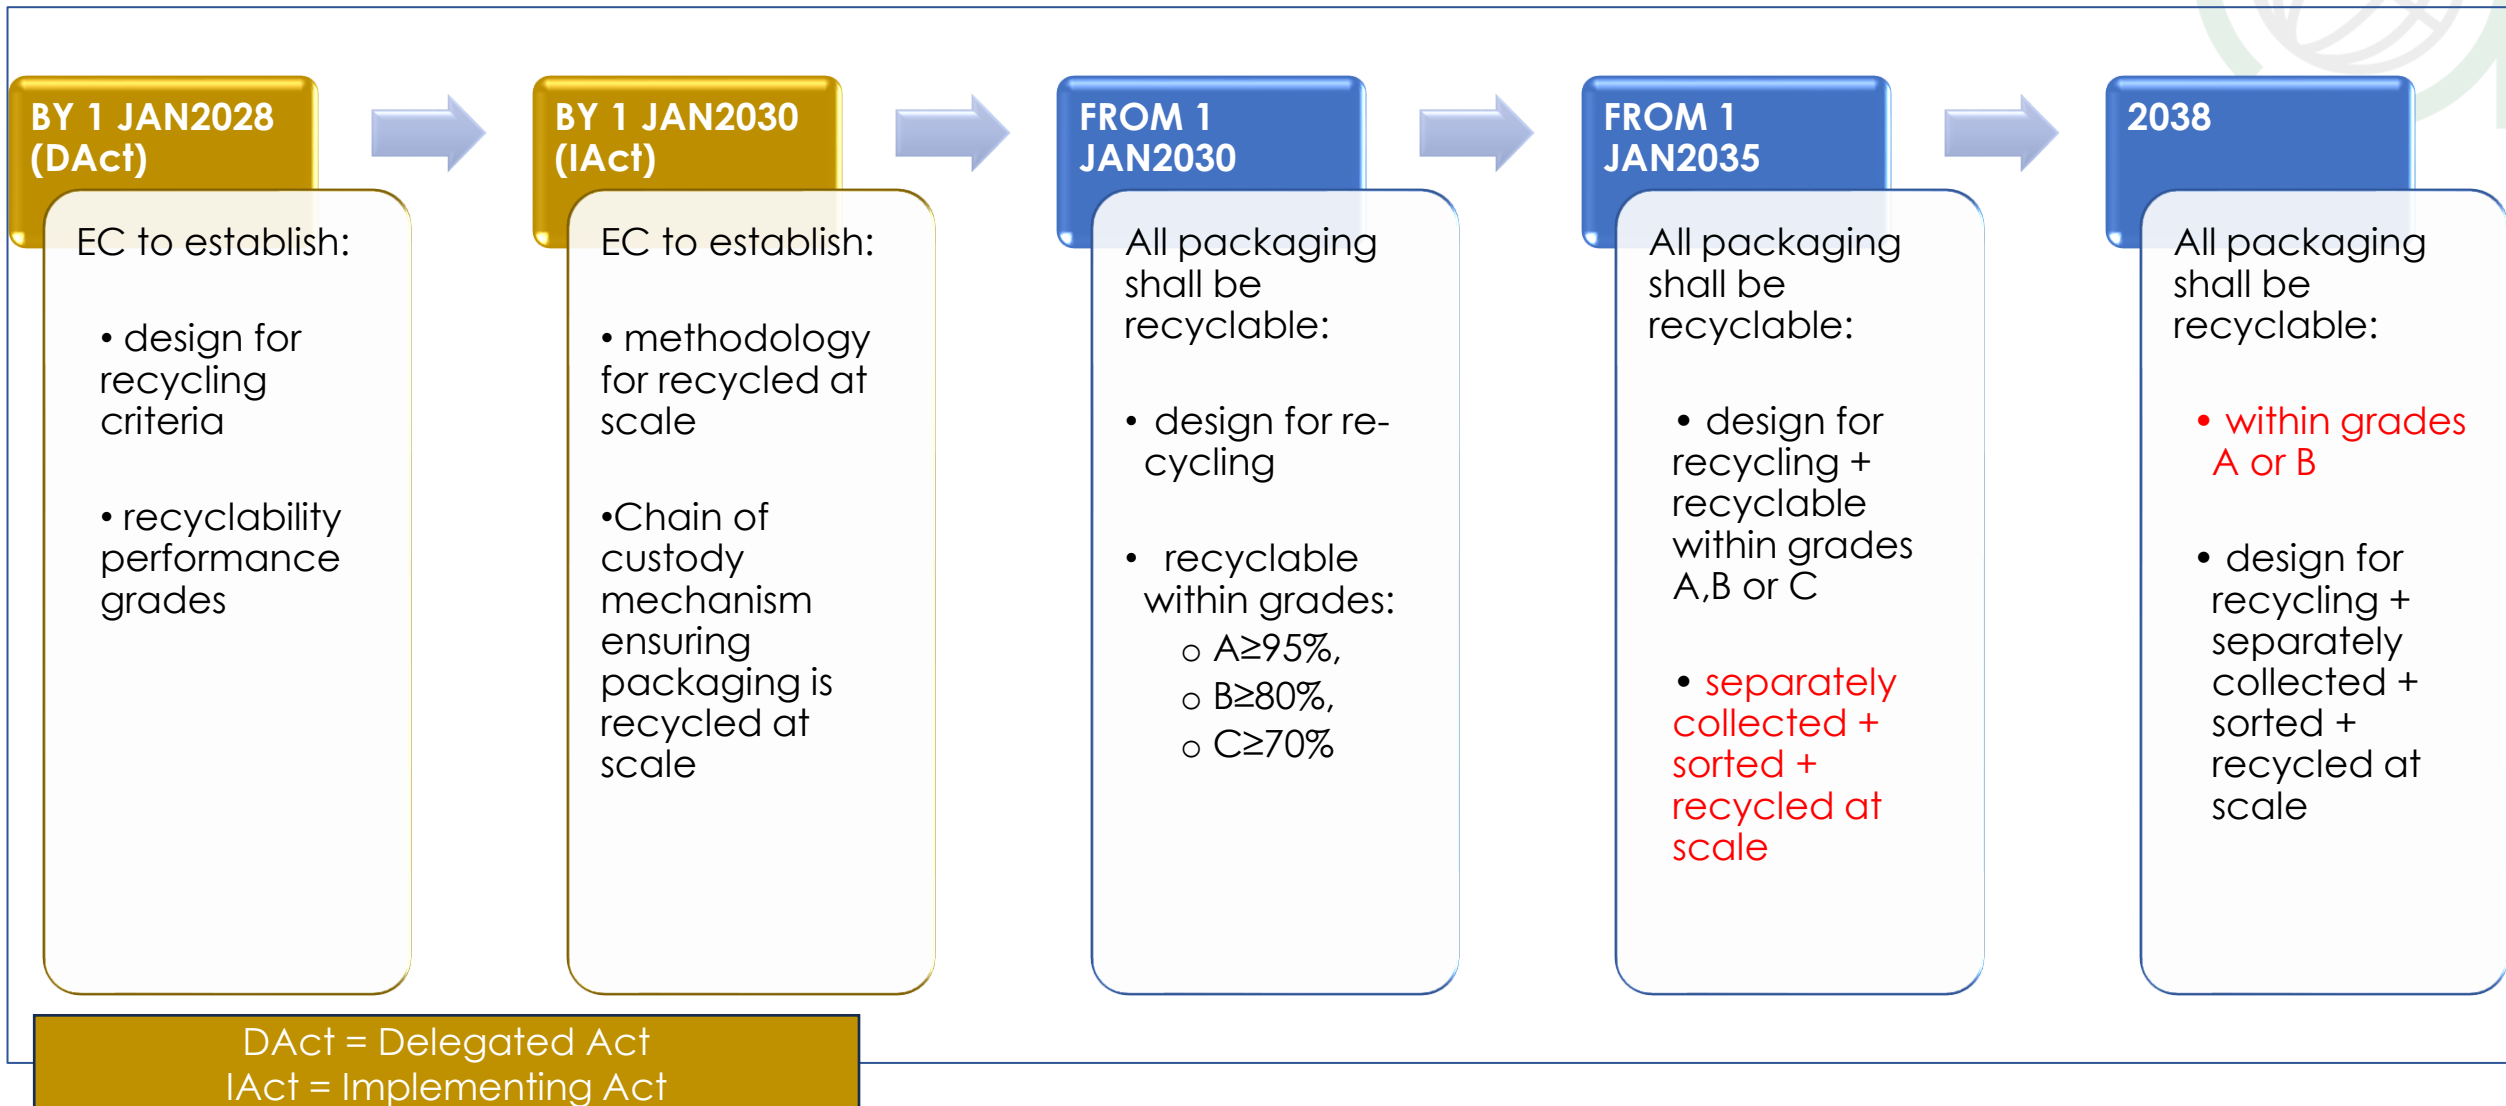 BY 1 JAN2028
(DAct)
EC to establish:
• design for
recycling
criteria
• recyclability
performance
grades
BY 1 JAN2030
(IAct)
EC to establish:
• methodology
for recycled at
scale
•Chain of
custody
mechanism
ensuring
packaging is
recycled at
scale
FROM 1
JAN2030
All packaging
shall be
recyclable:
• design for re-
cycling
• recyclable
within grades:
o A≥95%,
o B≥80%,
o C≥70%
FROM 1
JAN2035
All packaging
shall be
recyclable:
• design for
recycling +
recyclable
within grades
A,B or C
• separately
collected +
sorted +
recycled at
scale
2038
All packaging
shall be
recyclable:
• within grades
A or B
• design for
recycling +
separately
collected +
sorted +
recycled at
scale
DAct = Delegated Act
IAct = Implementing Act